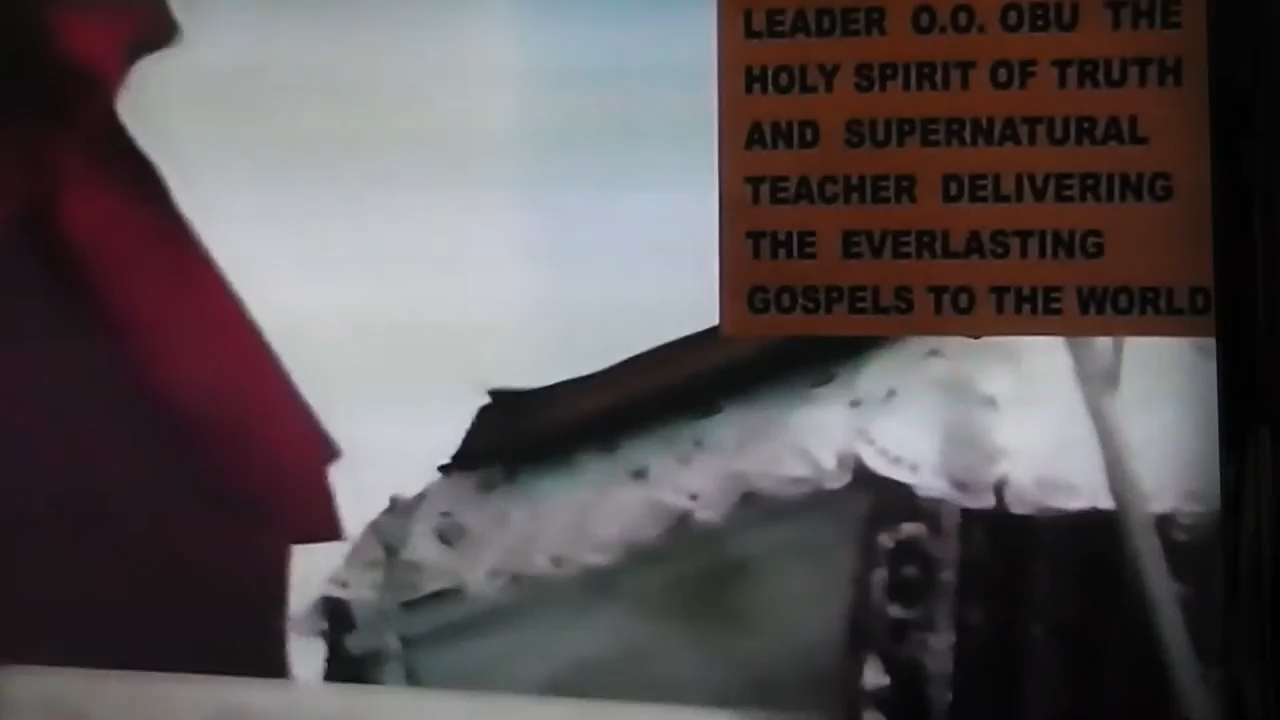 LEADER O.O. OBU THE
HOLY SPIRIT OF TRUTH
AND SUPERNATURAL
TEACHER DELIVERING
THE EVERLASTING
GOSPELS TO THE WORLD